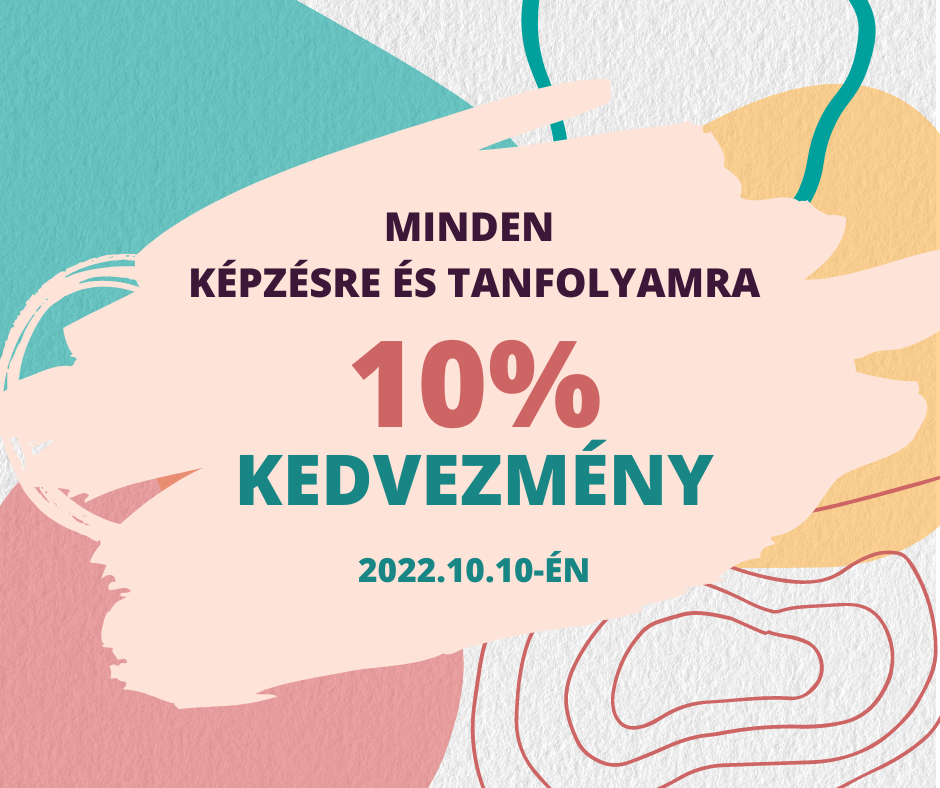 MINDEN
KÉPZÉSRE ÉS TANFOLYAMRA
10%
KEDVEZMÉNY
2022.10.10-ÉN